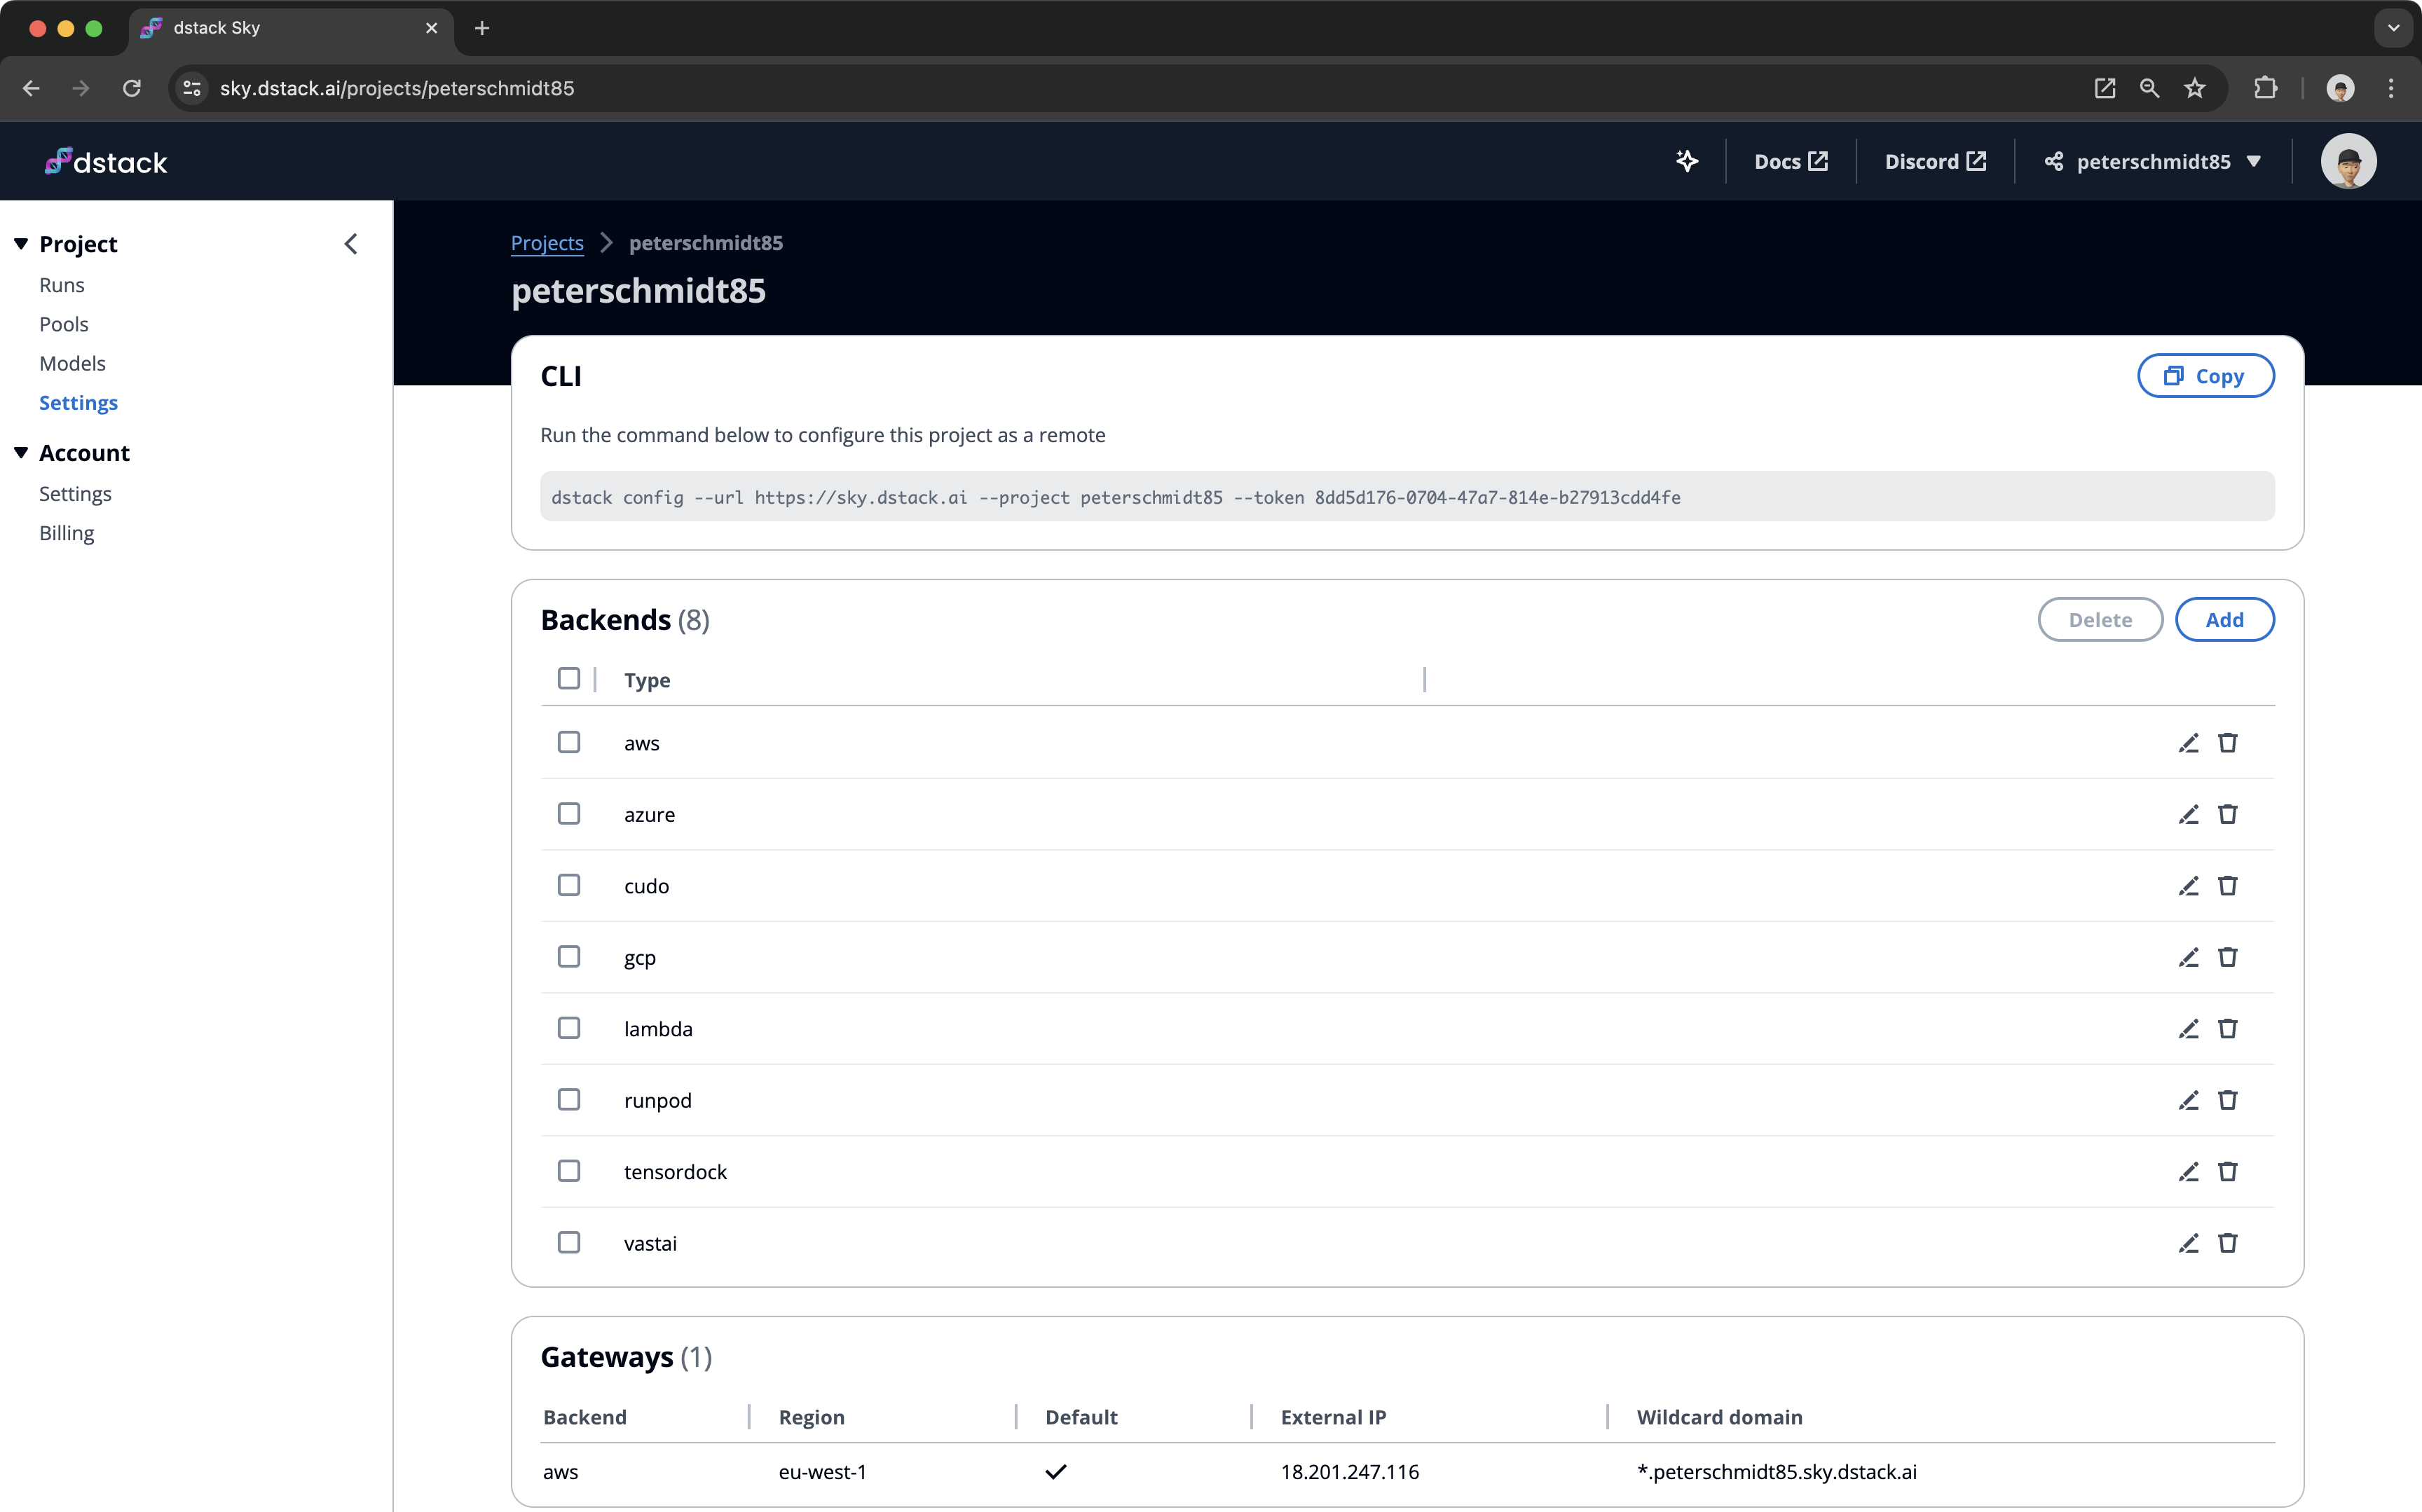 dstack Sky
sky.dstack.ai/projects/peterschmidt85
dstack
Docs
Discord
peterschmidt85
Project
Runs
Pools
Models
Settings
Account
Settings
Billing
Projects
peterschmidt85
peterschmidt85
CLI
Copy
Run the command below to configure this project as a remote
dstack config --url https://sky.dstack.ai --project peterschmidt85 --token 8dd5d176-0704-47a7-814e-b27913cdd4fe
Backends (8)
Delete
Add
Type
aws
azure
cudo
gcp
lambda
runpod
tensordock
vastai
Gateways (1)
Backend Region Default External IP Wildcard domain
aws eu-west-1 18.201.247.116 *.peterschmidt85.sky.dstack.ai